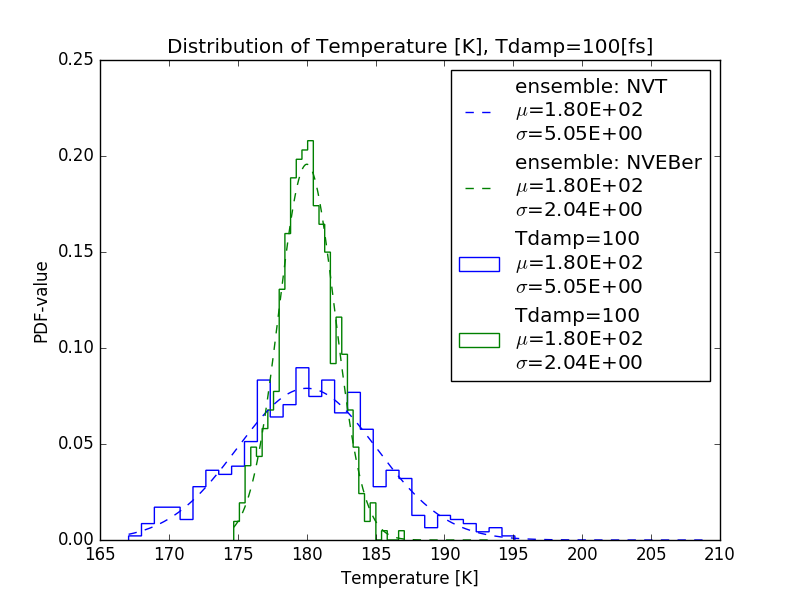 Distribution of Temperature [K], Tdamp=100[fs]
0.25
0.20
0.15
0.10
0.05
0.00
PDF-value
165 170 175 180 185 190 195 200 205 210
Temperature [K]
ensemble: NVT
μ=1.80E+02
σ=5.05E+00
ensemble: NVEBer
μ=1.80E+02
σ=2.04E+00
Tdamp=100
μ=1.80E+02
σ=5.05E+00
Tdamp=100
μ=1.80E+02
σ=2.04E+00